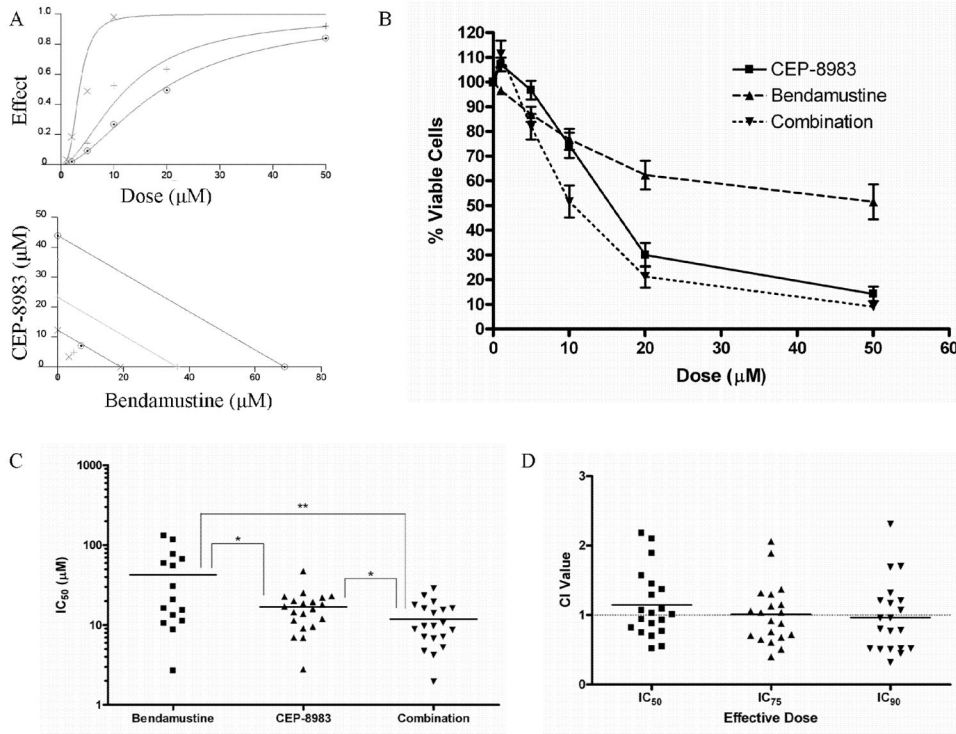 A
1.0
0.8
0.6
0.4
0.2
0
Effect
0 10 20 30 40 50
Dose (μM)
50
40
30
20
10
0
CEP-8983 (μM)
0 20 40 60 80
Bendamustine (μM)
B
120
110
100
90
80
70
60
50
40
30
20
10
0
% Viable Cells
CEP-8983
Bendamustine
Combination
0 10 20 30 40 50 60
Dose (μM)
C
1000
100
10
1
IC50 (μM)
**
*
*
Bendamustine CEP-8983 Combination
D
3
2
1
0
CI Value
IC50 IC75 IC90
Effective Dose